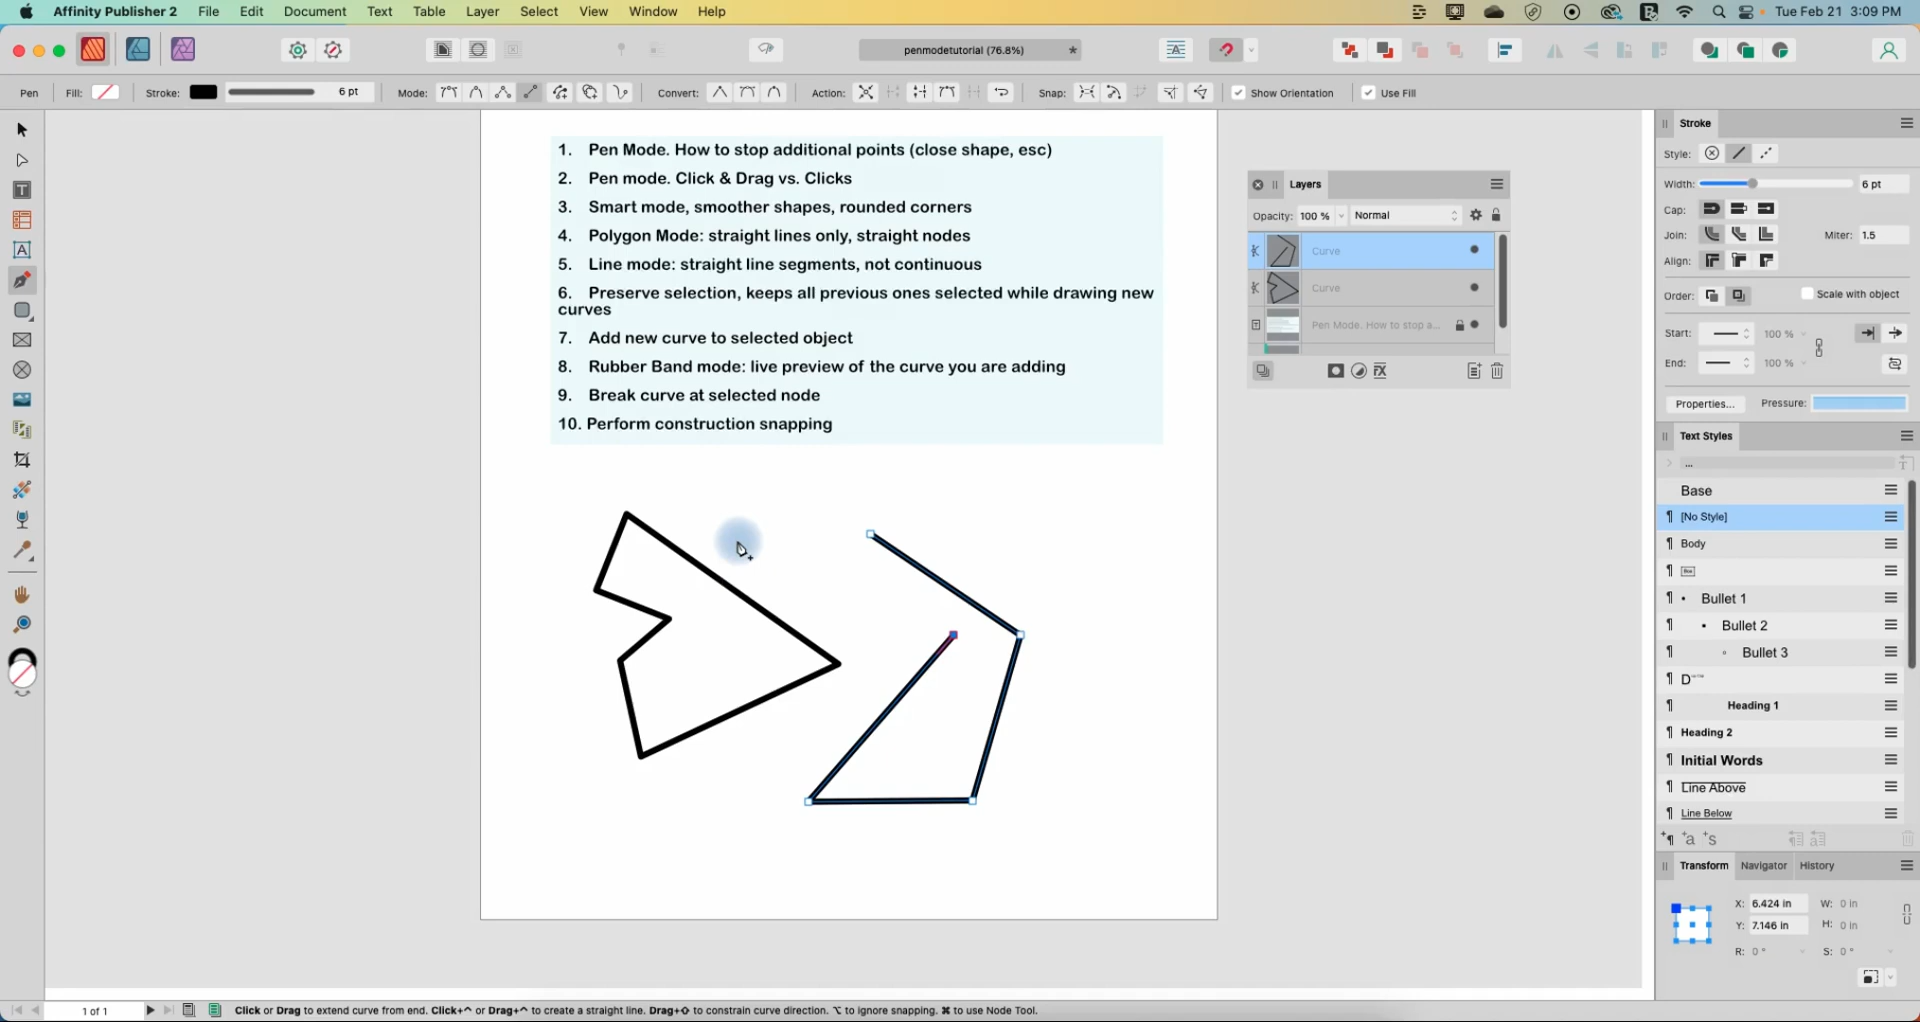 Affinity Publisher 2 File Edit Document Text Table Layer Select View Window Help Tue Feb 21 3:09 PM
penmodetutorial (76.8%) *
Pen Fill: Stroke: 6 pt Mode: Convert: Action: Snap: Show Orientation Use Fill
1. Pen Mode. How to stop additional points (close shape, esc)
2. Pen mode. Click & Drag vs. Clicks
3. Smart mode, smoother shapes, rounded corners
4. Polygon Mode: straight lines only, straight nodes
5. Line mode: straight line segments, not continuous
6. Preserve selection, keeps all previous ones selected while drawing new
curves
7. Add new curve to selected object
8. Rubber Band mode: live preview of the curve you are adding
9. Break curve at selected node
10. Perform construction snapping
Layers
Opacity: 100 % Normal
Curve
Curve
Pen Mode. How to stop a...
Stroke
Style:
Width: 6 pt
Cap:
Join: Miter: 1.5
Align:
Order: Scale with object
Start: 100 %
End: 100 %
Properties... Pressure:
Text Styles
...
Base
[No Style]
Body
Bullet 1
Bullet 2
Bullet 3
Heading 1
Heading 2
Initial Words
Line Above
Line Below
Transform Navigator History
X: 6.424 in W: 0 in
Y: 7.146 in H: 0 in
R: 0 ° S: 0 °
1 of 1 Click or Drag to extend curve from end. Click+^ or Drag+^ to create a straight line. Drag+⇧ to constrain curve direction. ⌥ to ignore snapping. ⌘ to use Node Tool.